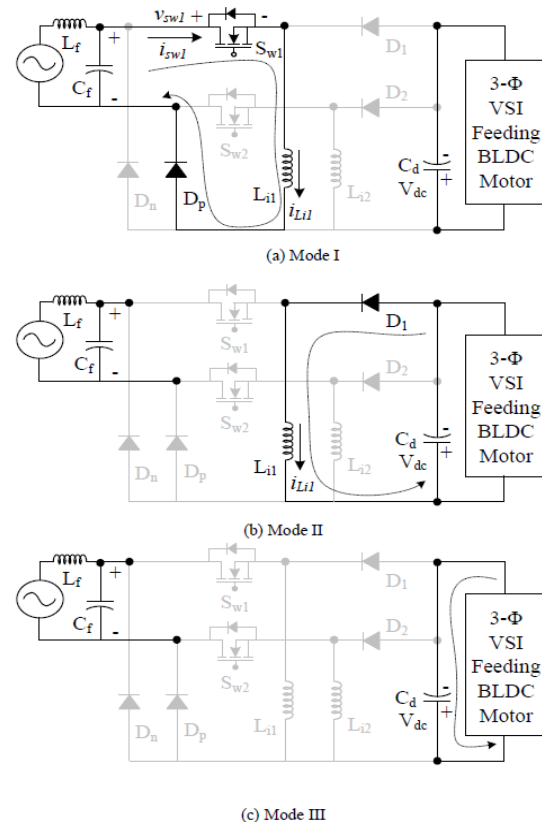 v_sw1 +
-
L_f
+
i_sw1
S_w1
D_1
C_f
-
D_2
S_w2
D_n
D_p
L_i1
i_Li1
L_i2
C_d
-
V_dc
+
3-Φ
VSI
Feeding
BLDC
Motor
(a) Mode I
L_f
+
S_w1
D_1
C_f
-
D_2
S_w2
D_n
D_p
L_i1
i_Li1
L_i2
C_d
-
V_dc
+
3-Φ
VSI
Feeding
BLDC
Motor
(b) Mode II
L_f
+
S_w1
D_1
C_f
-
D_2
S_w2
D_n
D_p
L_i1
L_i2
C_d
-
V_dc
+
3-Φ
VSI
Feeding
BLDC
Motor
(c) Mode III